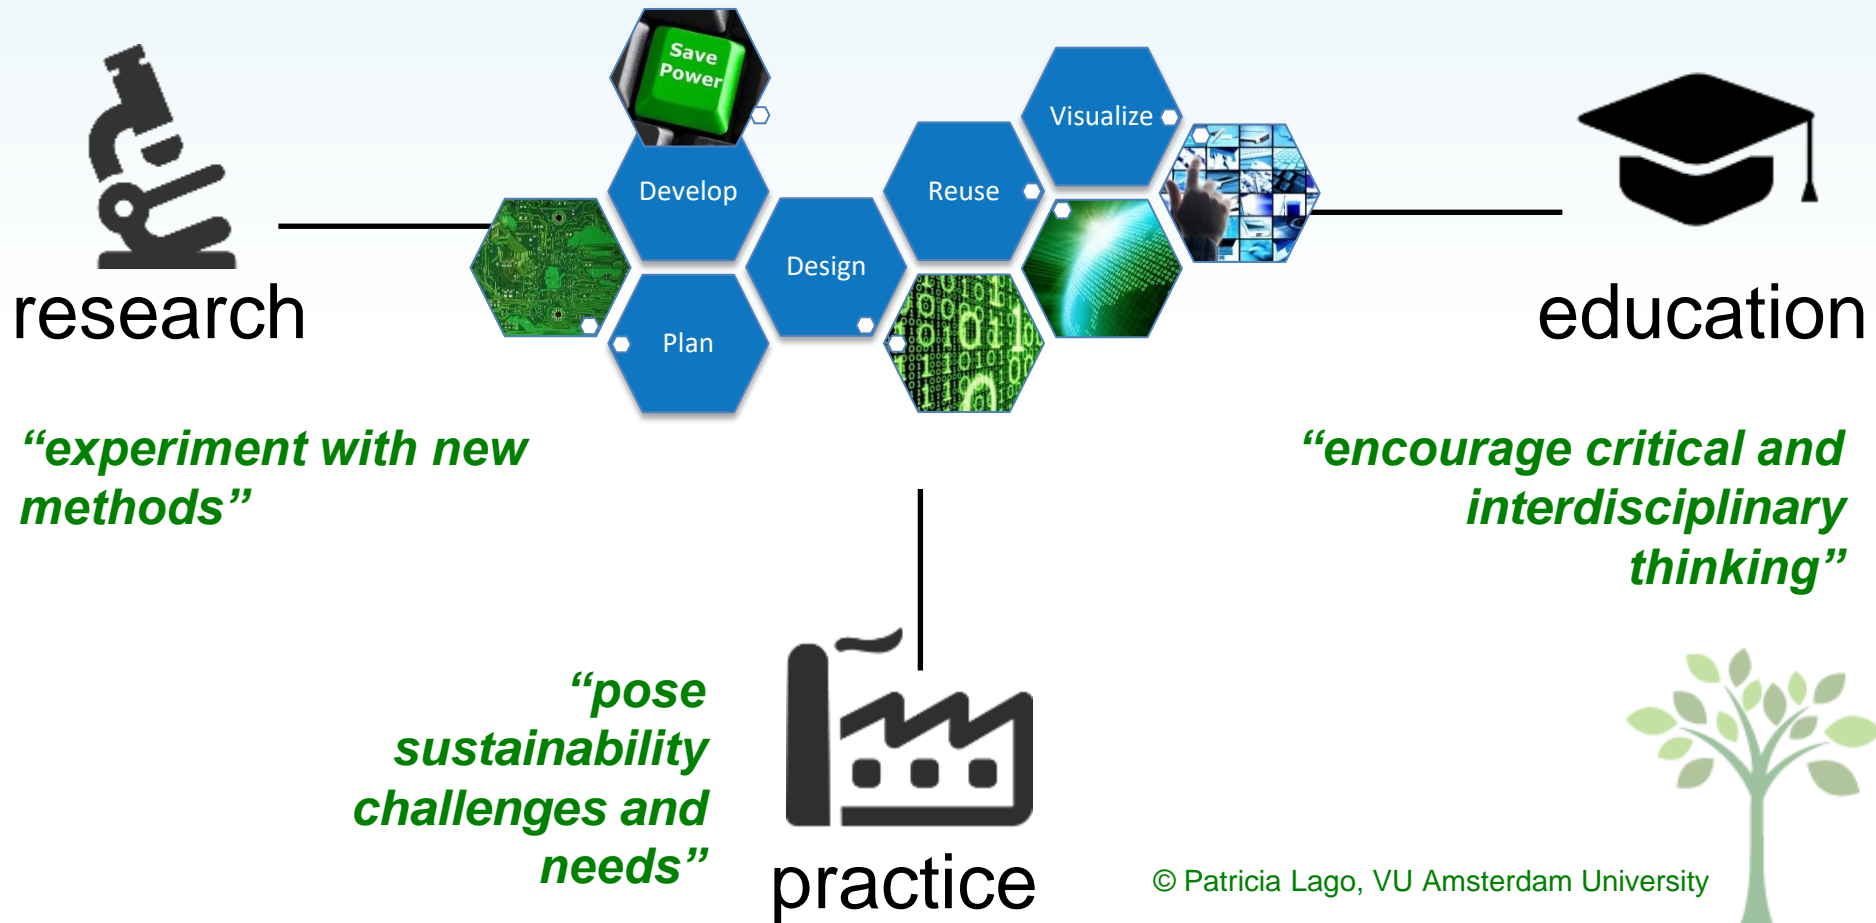 Save
Power
Visualize
Develop
Reuse
Design
Plan
research
education
“experiment with new
methods”
“encourage critical and
interdisciplinary
thinking”
“pose
sustainability
challenges and
needs”
practice
© Patricia Lago, VU Amsterdam University